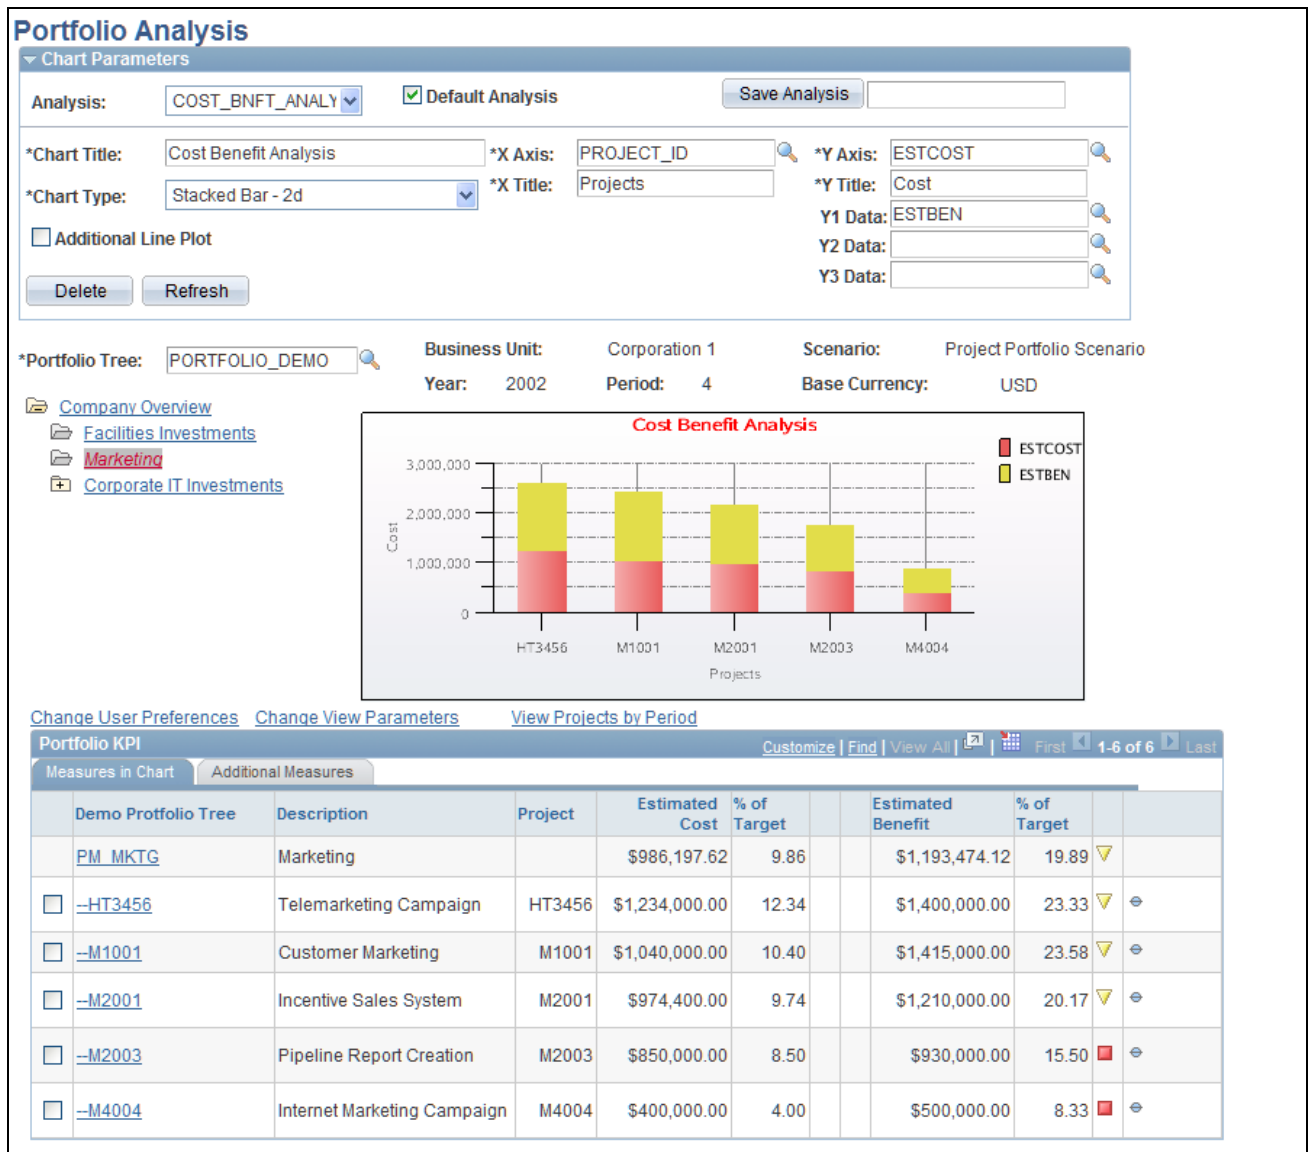 Portfolio Analysis
Chart Parameters
Analysis: COST_BNFT_ANALY Default Analysis Save Analysis
*Chart Title: Cost Benefit Analysis *X Axis: PROJECT_ID *Y Axis: ESTCOST
*Chart Type: Stacked Bar - 2d *X Title: Projects *Y Title: Cost
Y1 Data: ESTBEN
Additional Line Plot Y2 Data:
Y3 Data:
Delete Refresh
*Portfolio Tree: PORTFOLIO_DEMO Business Unit: Corporation 1 Scenario: Project Portfolio Scenario
Year: 2002 Period: 4 Base Currency: USD
Company Overview
Facilities Investments
Marketing
Corporate IT Investments
Cost Benefit Analysis
ESTCOST
ESTBEN
3,000,000
2,000,000
1,000,000
0
Cost
HT3456 M1001 M2001 M2003 M4004
Projects
Change User Preferences Change View Parameters View Projects by Period
Portfolio KPI Customize | Find | View All | | First 1-6 of 6 Last
Measures in Chart Additional Measures
Demo Protfolio Tree Description Project Estimated Cost % of Target Estimated Benefit % of Target
PM_MKTG Marketing $986,197.62 9.86 $1,193,474.12 19.89
--HT3456 Telemarketing Campaign HT3456 $1,234,000.00 12.34 $1,400,000.00 23.33
--M1001 Customer Marketing M1001 $1,040,000.00 10.40 $1,415,000.00 23.58
--M2001 Incentive Sales System M2001 $974,400.00 9.74 $1,210,000.00 20.17
--M2003 Pipeline Report Creation M2003 $850,000.00 8.50 $930,000.00 15.50
--M4004 Internet Marketing Campaign M4004 $400,000.00 4.00 $500,000.00 8.33